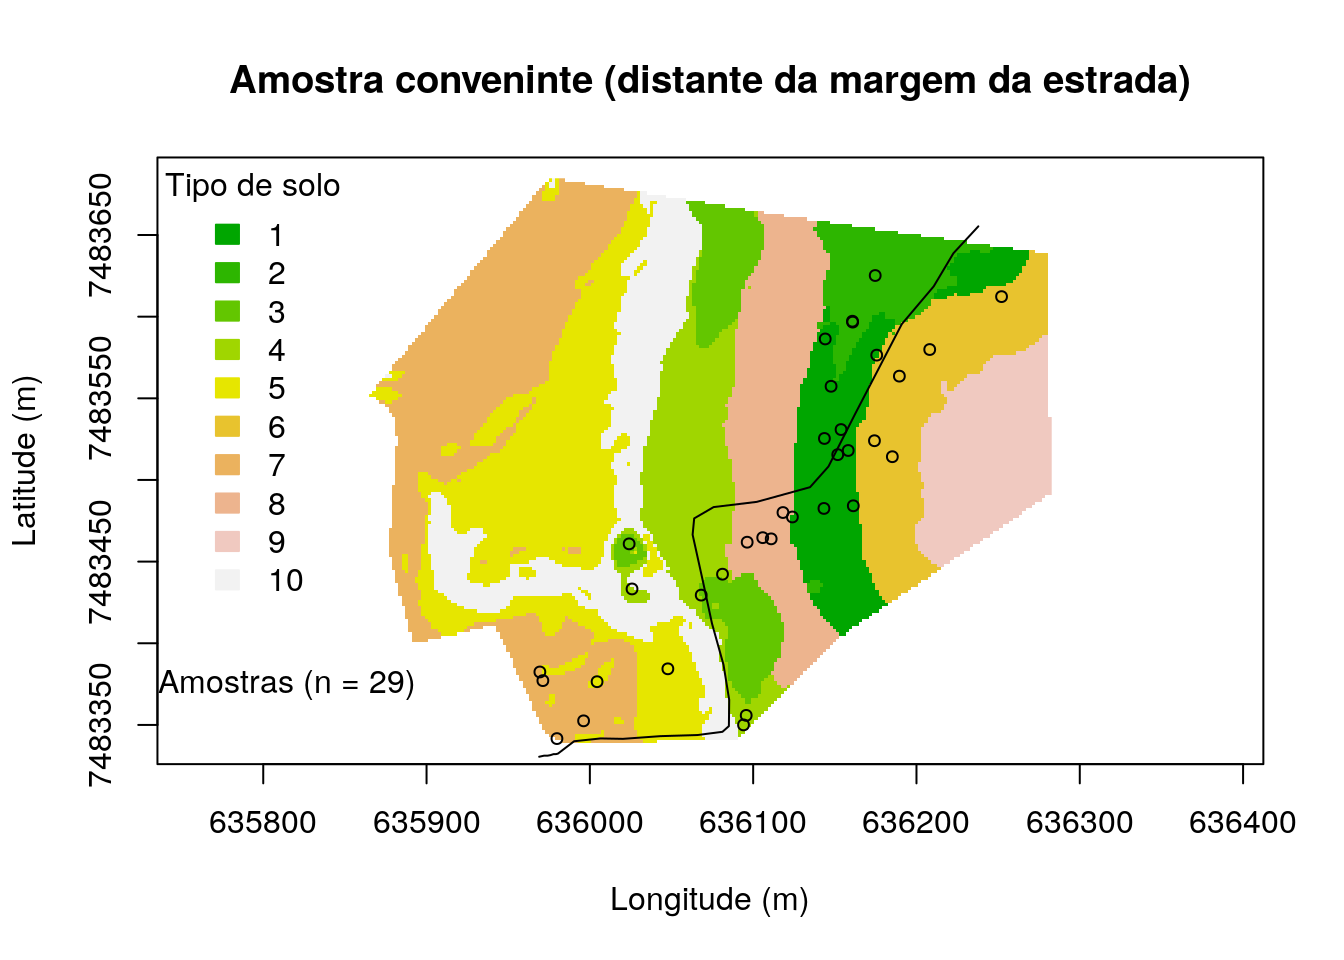 Amostra conveninte (distante da margem da estrada)
Tipo de solo
1
2
3
4
5
6
7
8
9
10
Amostras (n = 29)
Latitude (m)
7483650
7483550
7483450
7483350
635800 635900 636000 636100 636200 636300 636400
Longitude (m)